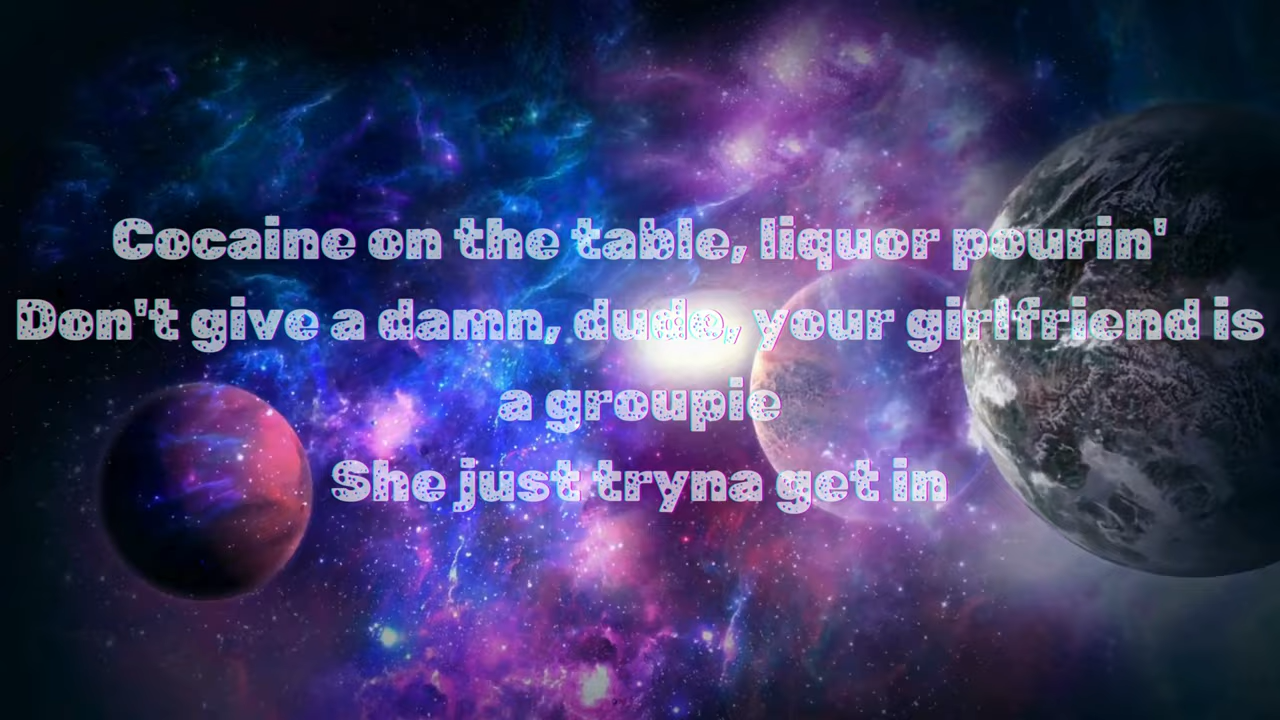 Cocaine on the table, liquor pourin'
Don't give a damn, dude, your girlfriend is
a groupie
She just tryna get in